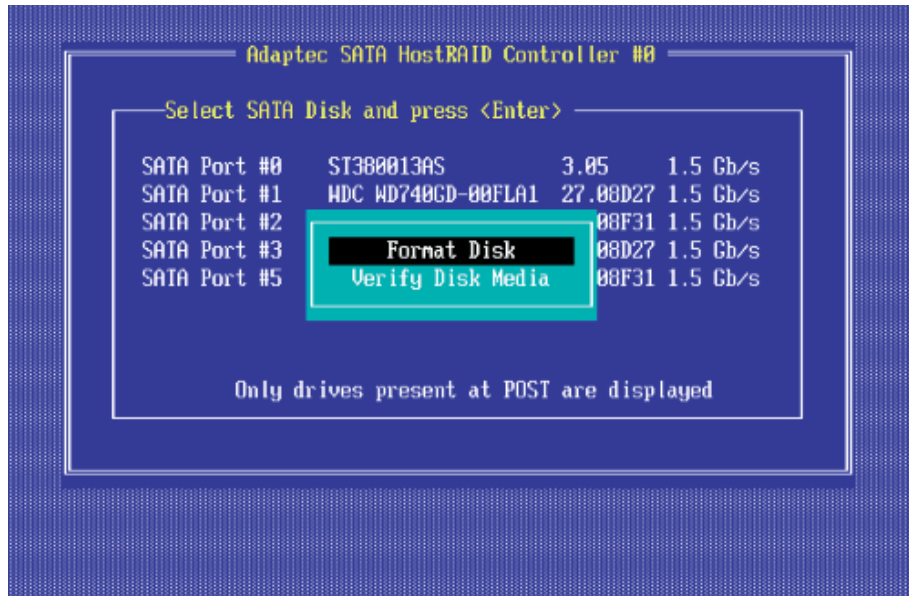 Adaptec SATA HostRAID Controller #0
Select SATA Disk and press <Enter>
SATA Port #0 ST380013AS 3.05 1.5 Gb/s
SATA Port #1 WDC WD740GD-00FLA1 27.08D27 1.5 Gb/s
SATA Port #2 08F31 1.5 Gb/s
SATA Port #3 08D27 1.5 Gb/s
SATA Port #5 08F31 1.5 Gb/s
Format Disk
Verify Disk Media
Only drives present at POST are displayed